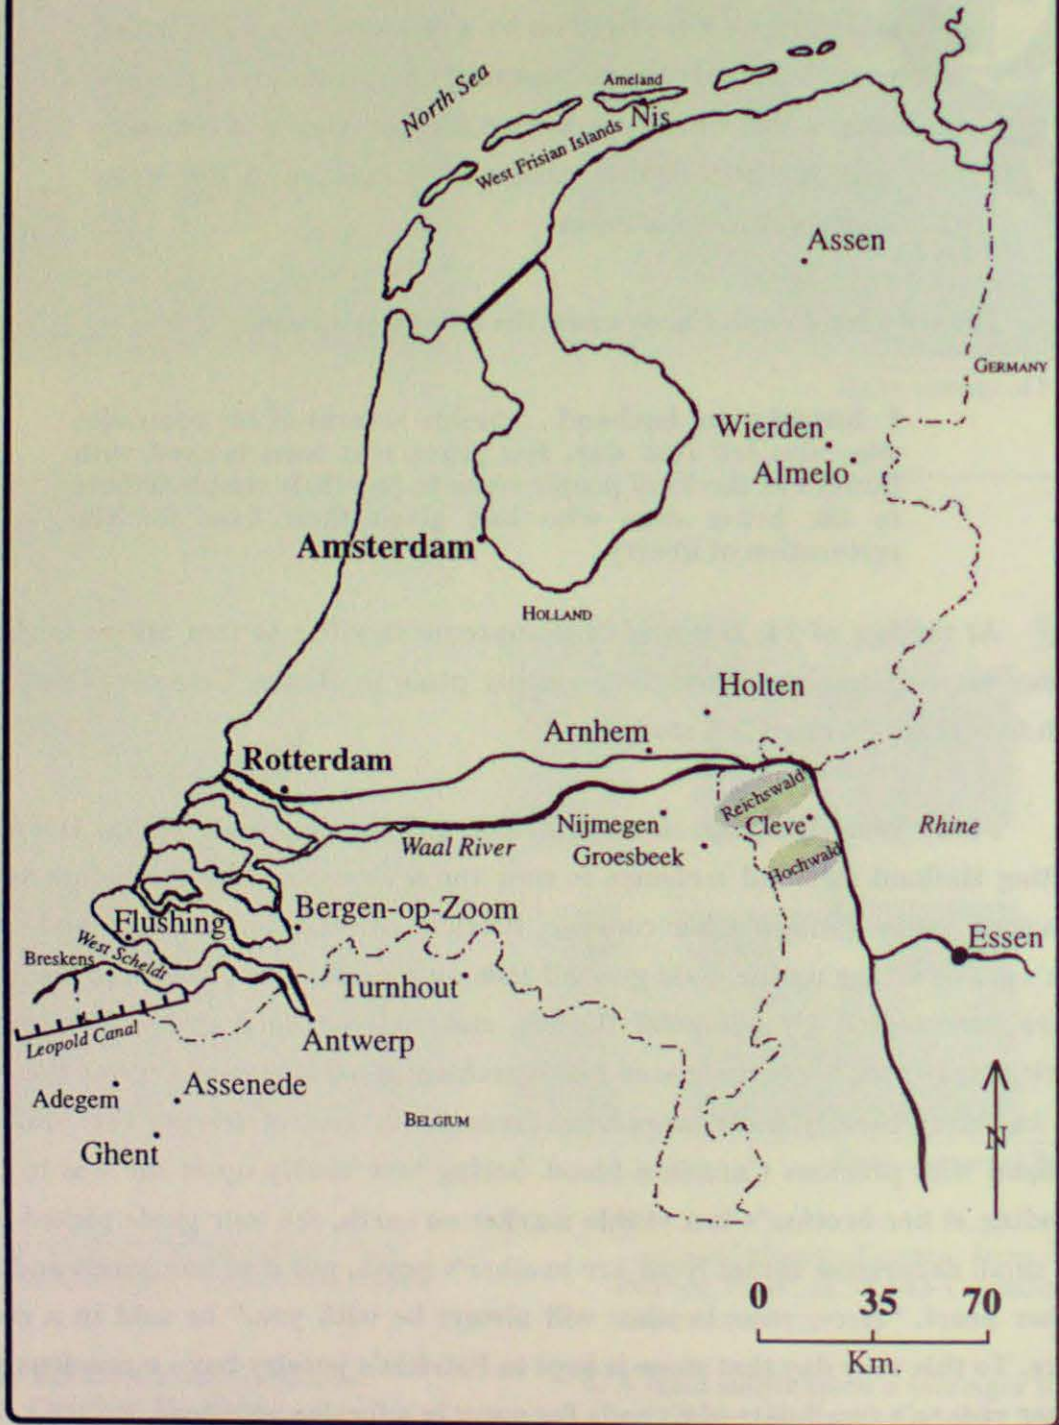 North Sea
Ameland
Nis
West Frisian Islands
Assen
GERMANY
Wierden
Almelo
Amsterdam
HOLLAND
Holten
Arnhem
Rotterdam
Reichswald
Nijmegen
Cleve
Rhine
Waal River
Groesbeek
Hochwald
Bergen-op-Zoom
Flushing
West Scheldt
Breskens
Essen
Turnhout
Leopold Canal
Antwerp
Adegem
Assenede
BELGIUM
Ghent
N
0 35 70
Km.